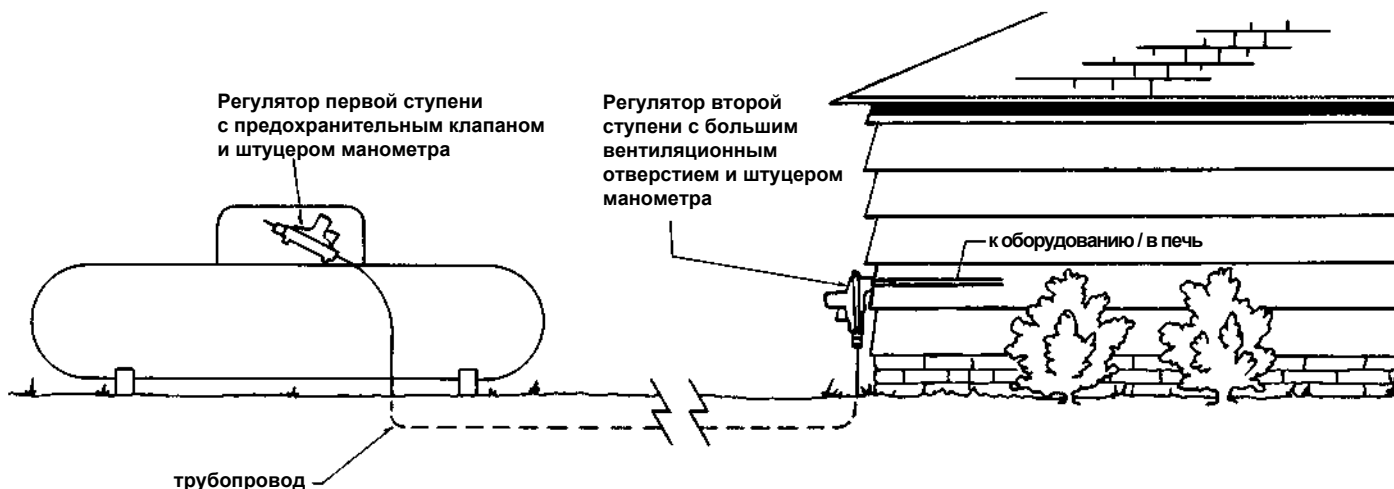 Регулятор первой ступени
с предохранительным клапаном
и штуцером манометра
Регулятор второй
ступени с большим
вентиляционным
отверстием и штуцером
манометра
к оборудованию / в печь
трубопровод